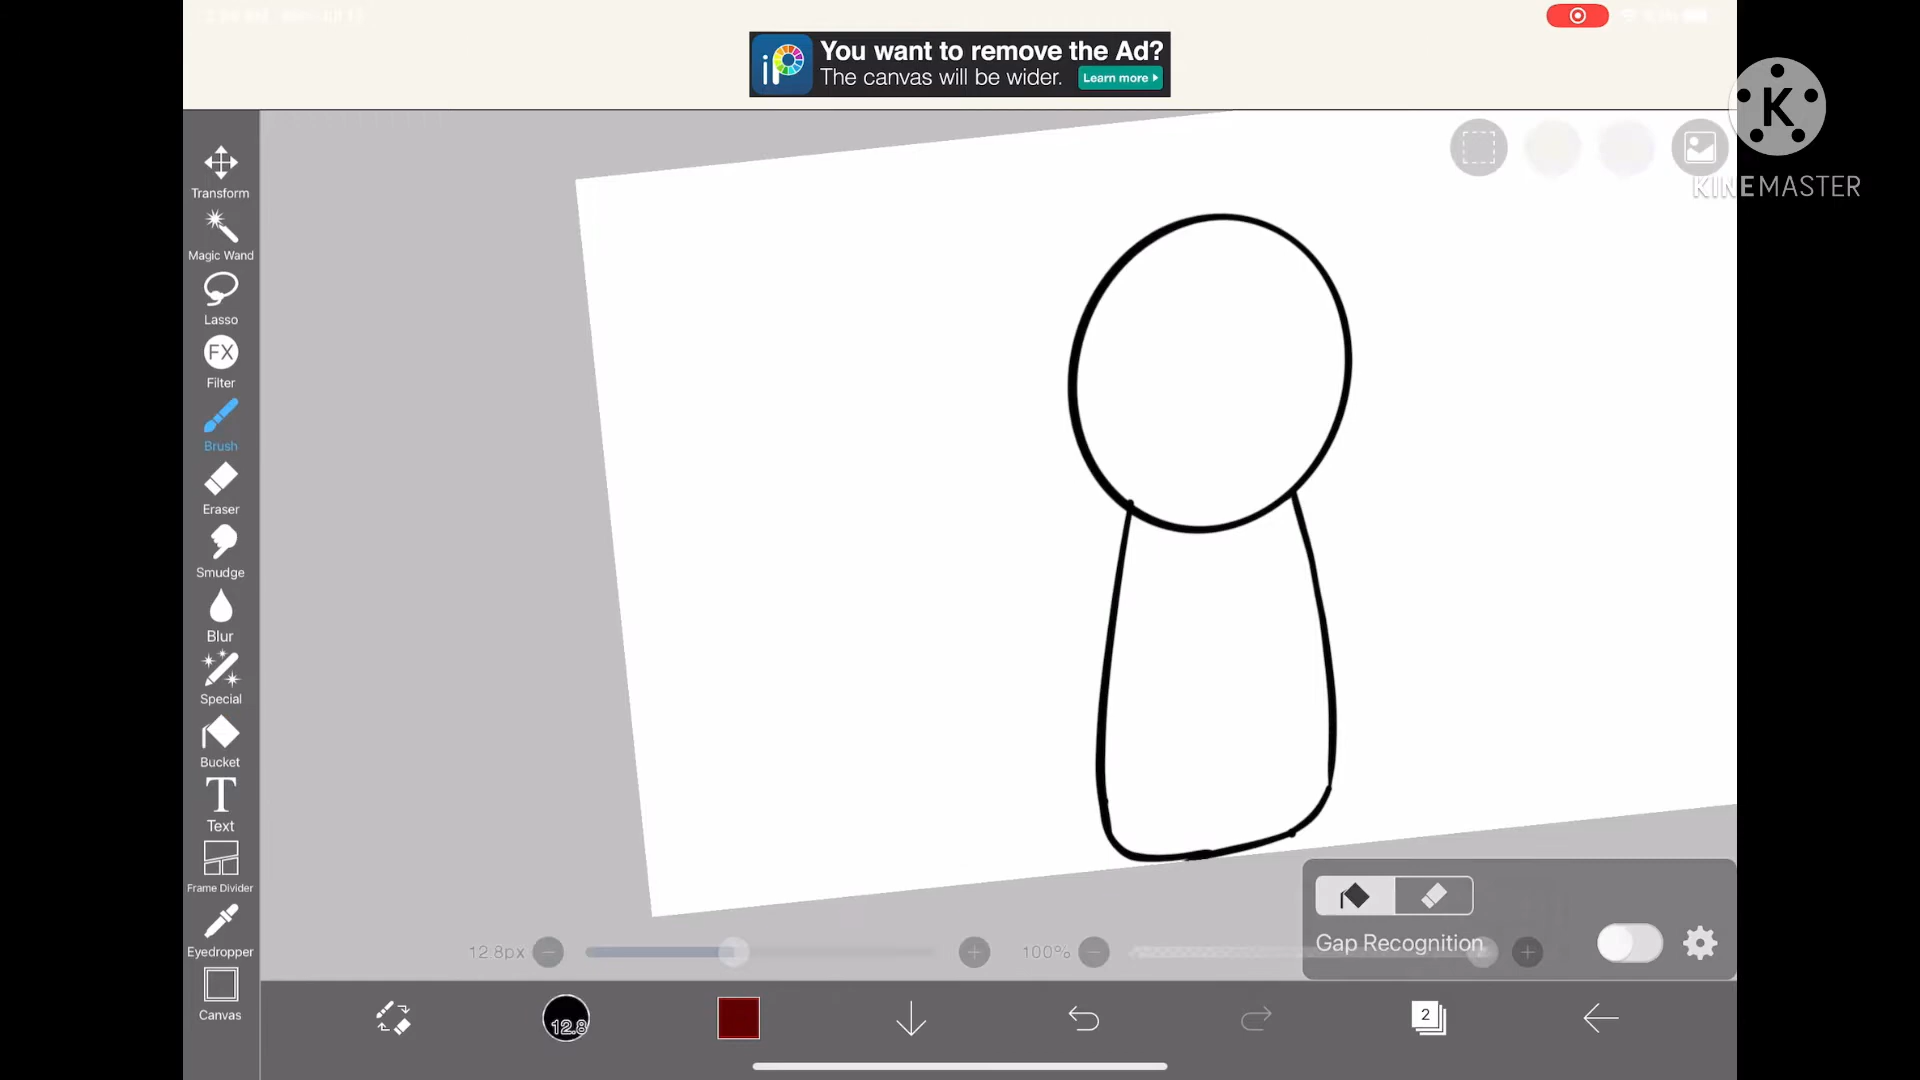 iP
You want to remove the Ad?
The canvas will be wider.
Learn more
K
KINEMASTER
Transform
Magic Wand
Lasso
FX
Filter
Brush
Eraser
Smudge
Blur
Special
Bucket
T
Text
Frame Divider
Eyedropper
Canvas
Gap Recognition
12.8px
100%
12.8
2